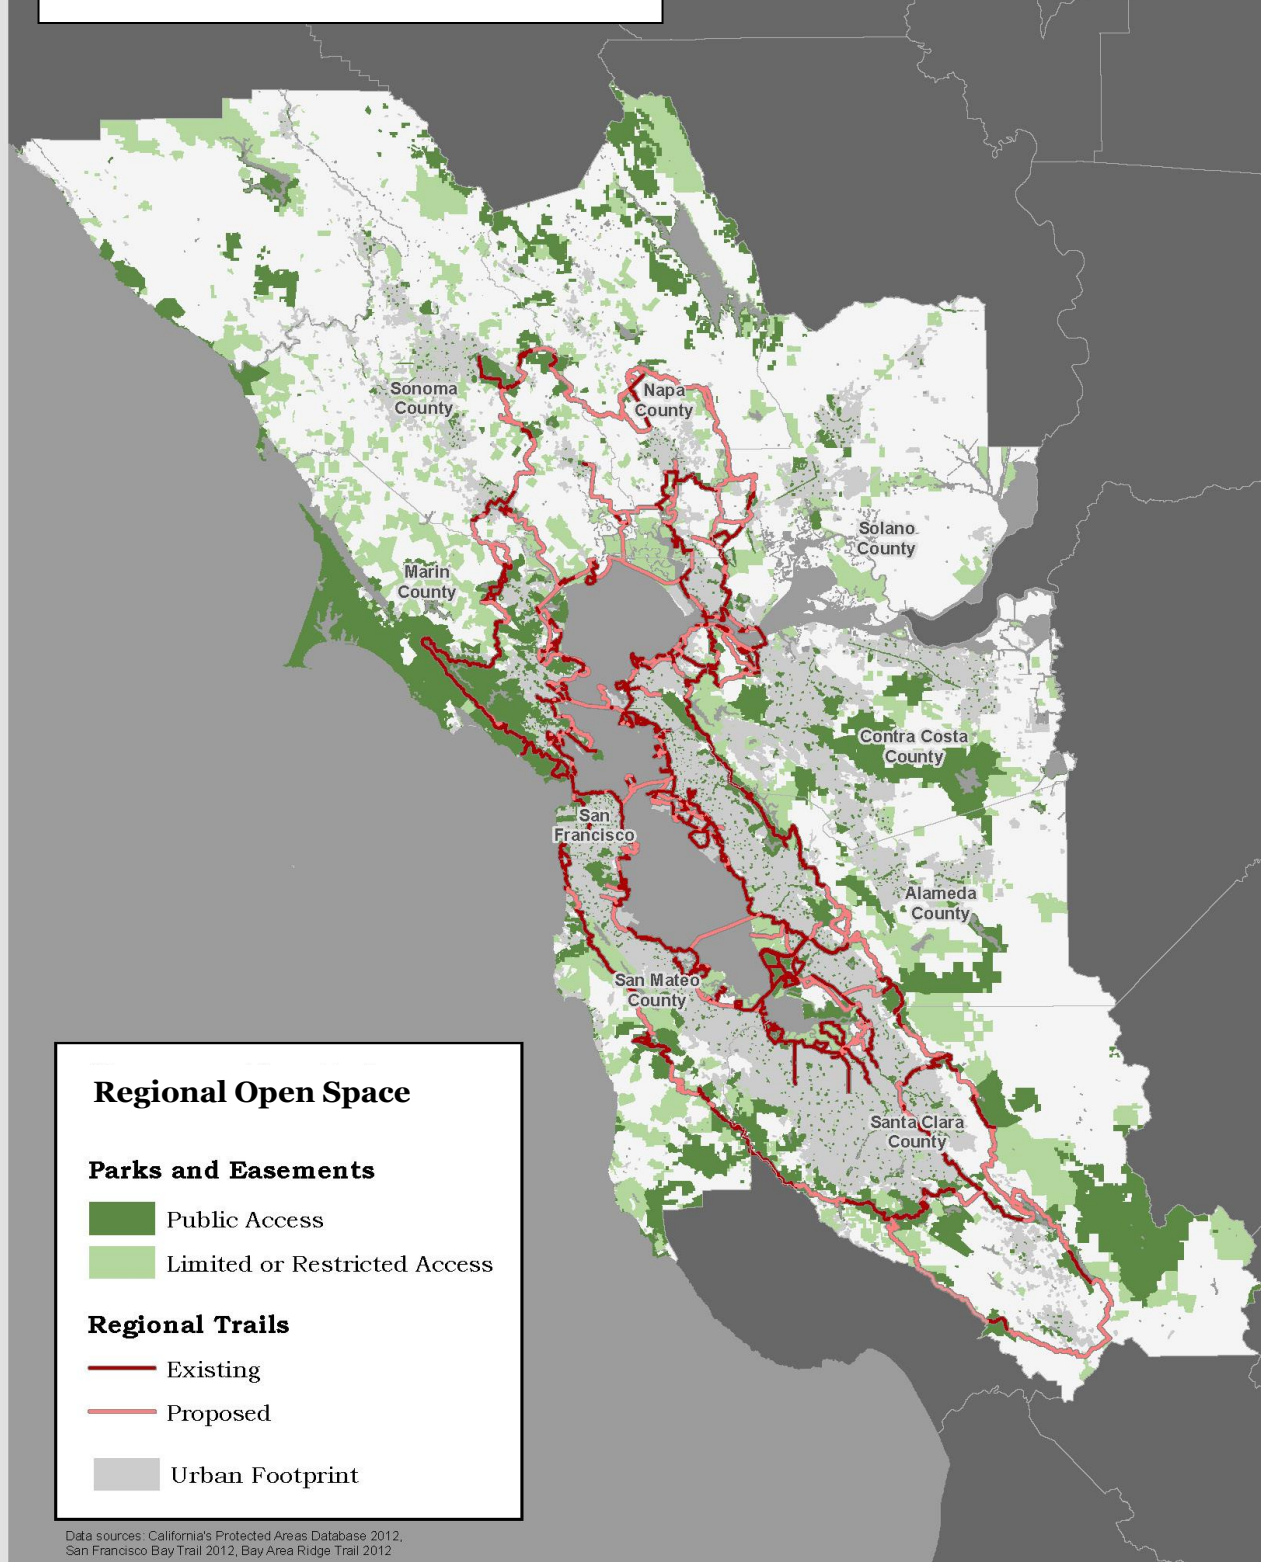 Sonoma
County
Napa
County
Solano
County
Marin
County
Contra Costa
County
San
Francisco
Alameda
County
San Mateo
County
Santa Clara
County
Regional Open Space
Parks and Easements
Public Access
Limited or Restricted Access
Regional Trails
Existing
Proposed
Urban Footprint
Data sources: California's Protected Areas Database 2012,
San Francisco Bay Trail 2012, Bay Area Ridge Trail 2012